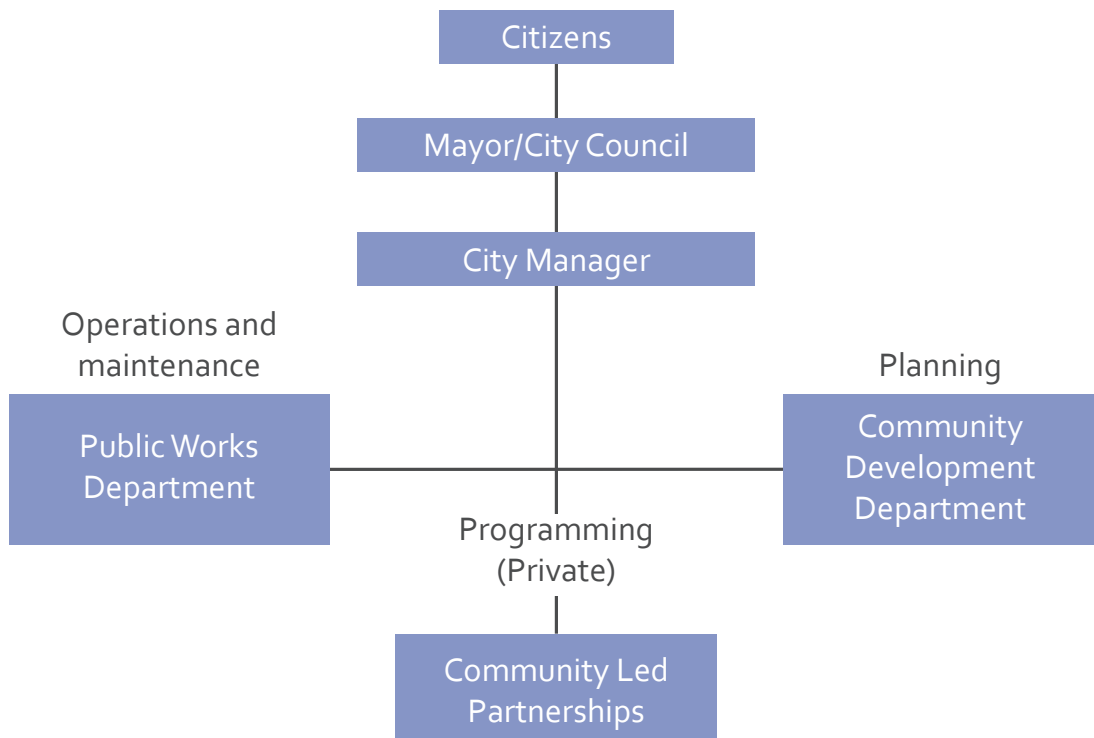 Citizens
Mayor/City Council
City Manager
Operations and
maintenance
Public Works
Department
Planning
Community
Development
Department
Programming
(Private)
Community Led
Partnerships